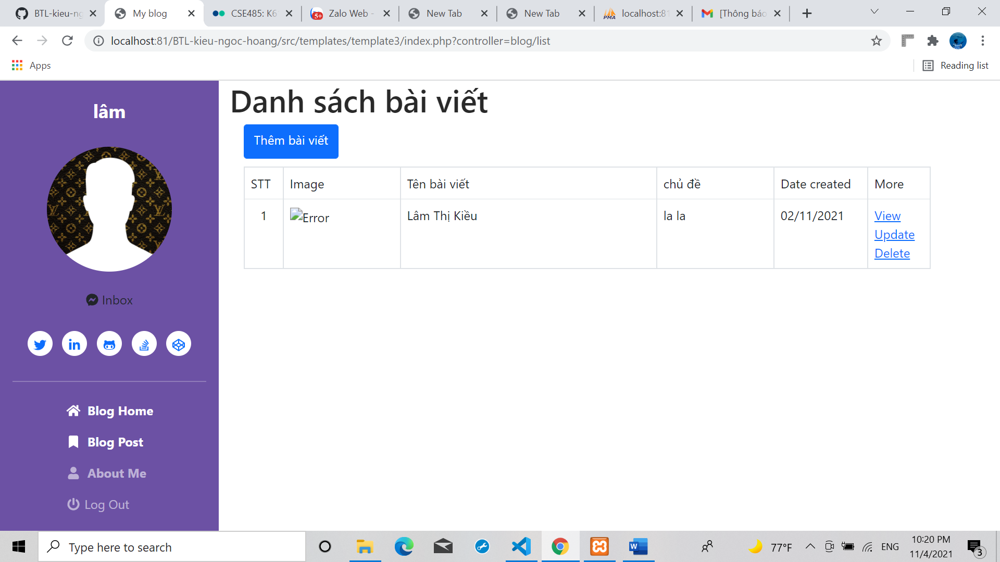 BTL-kieu-ng
My blog
CSE485: K6
5+
Zalo Web -
New Tab
New Tab
PMA
localhost:81
[Thông báo
localhost:81/BTL-kieu-ngoc-hoang/src/templates/template3/index.php?controller=blog/list
Apps
Reading list
lâm
Inbox
Blog Home
Blog Post
About Me
Log Out
Danh sách bài viết
Thêm bài viết
STT Image Tên bài viết chủ đề Date created More
1 Error Lâm Thị Kiều la la 02/11/2021 View
Update
Delete
Type here to search
77°F
ENG
10:20 PM
11/4/2021
3